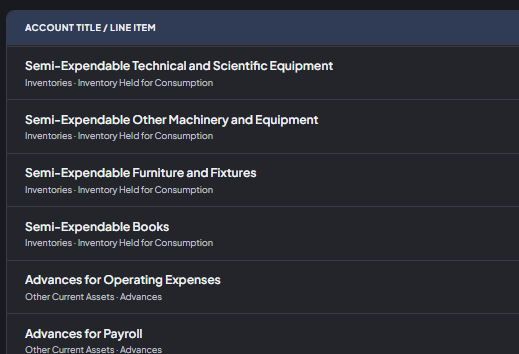 ACCOUNT TITLE / LINE ITEM
Semi-Expendable Technical and Scientific Equipment
Inventories · Inventory Held for Consumption
Semi-Expendable Other Machinery and Equipment
Inventories · Inventory Held for Consumption
Semi-Expendable Furniture and Fixtures
Inventories · Inventory Held for Consumption
Semi-Expendable Books
Inventories · Inventory Held for Consumption
Advances for Operating Expenses
Other Current Assets · Advances
Advances for Payroll
Other Current Assets · Advances